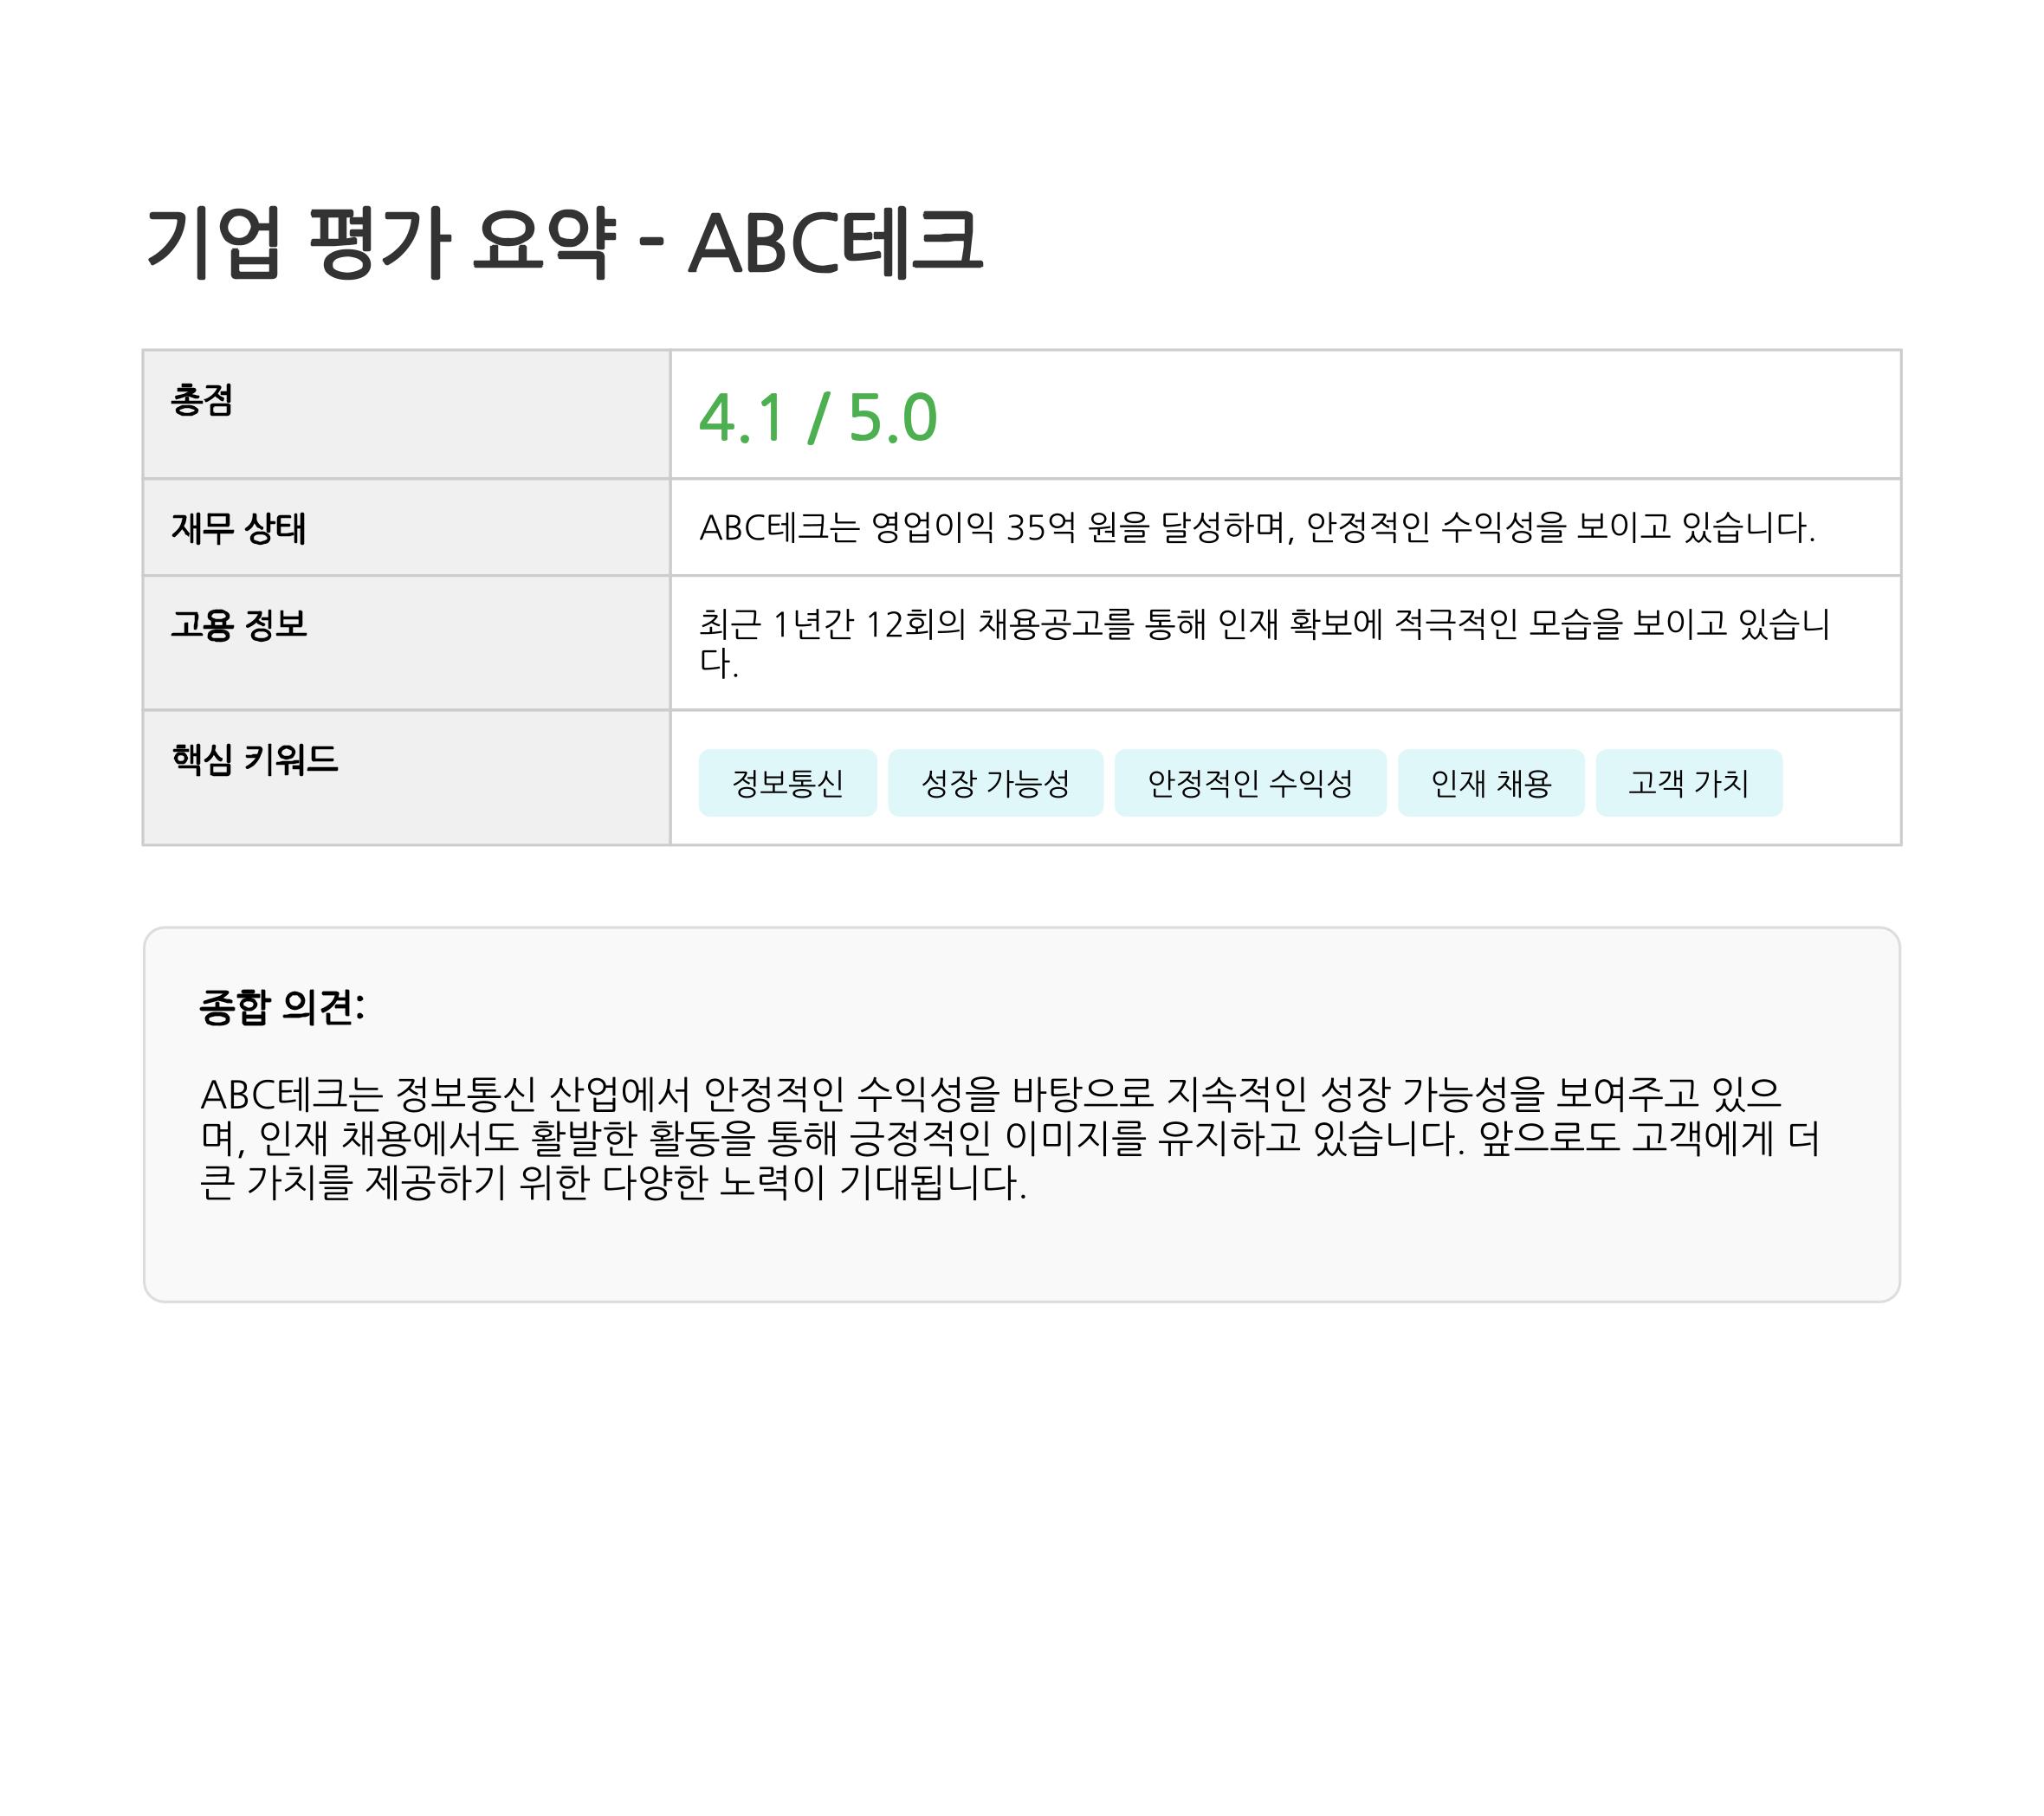 기업 평가 요약 - ABC테크
총점
4.1 / 5.0
재무 상태
ABC테크는 영업이익 35억 원을 달성하며, 안정적인 수익성을 보이고 있습니다.
고용 정보
최근 1년간 12회의 채용공고를 통해 인재 확보에 적극적인 모습을 보이고 있습니
다.
핵심 키워드
정보통신 성장 가능성 안정적인 수익성 인재 채용 고객 가치
종합 의견:
ABC테크는 정보통신 산업에서 안정적인 수익성을 바탕으로 지속적인 성장 가능성을 보여주고 있으
며, 인재 채용에서도 활발한 활동을 통해 긍정적인 이미지를 유지하고 있습니다. 앞으로도 고객에게 더
큰 가치를 제공하기 위한 다양한 노력이 기대됩니다.